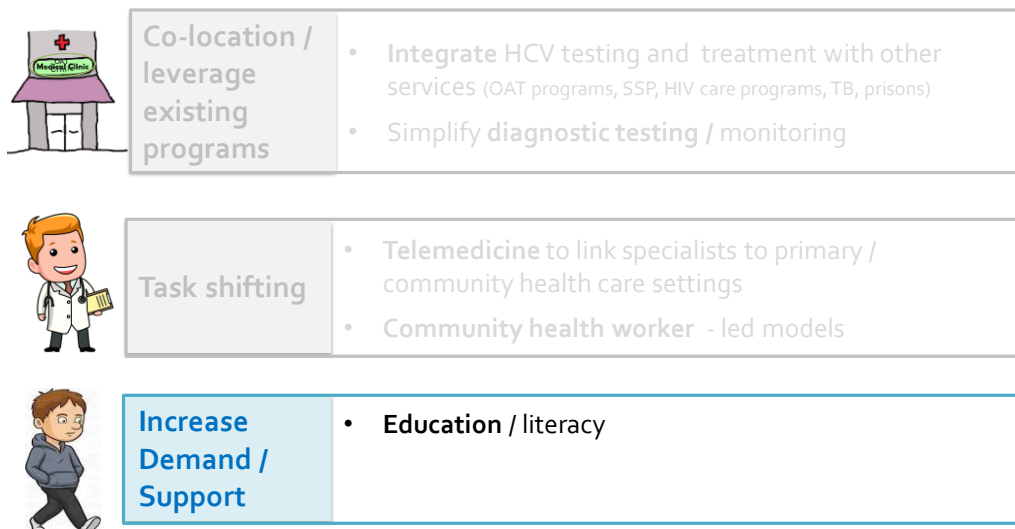 Medical Clinic
Co-location /
leverage
existing
programs
• Integrate HCV testing and treatment with other
services (OAT programs, SSP, HIV care programs, TB, prisons)
• Simplify diagnostic testing / monitoring
Task shifting
• Telemedicine to link specialists to primary /
community health care settings
• Community health worker - led models
Increase
Demand /
Support
• Education / literacy